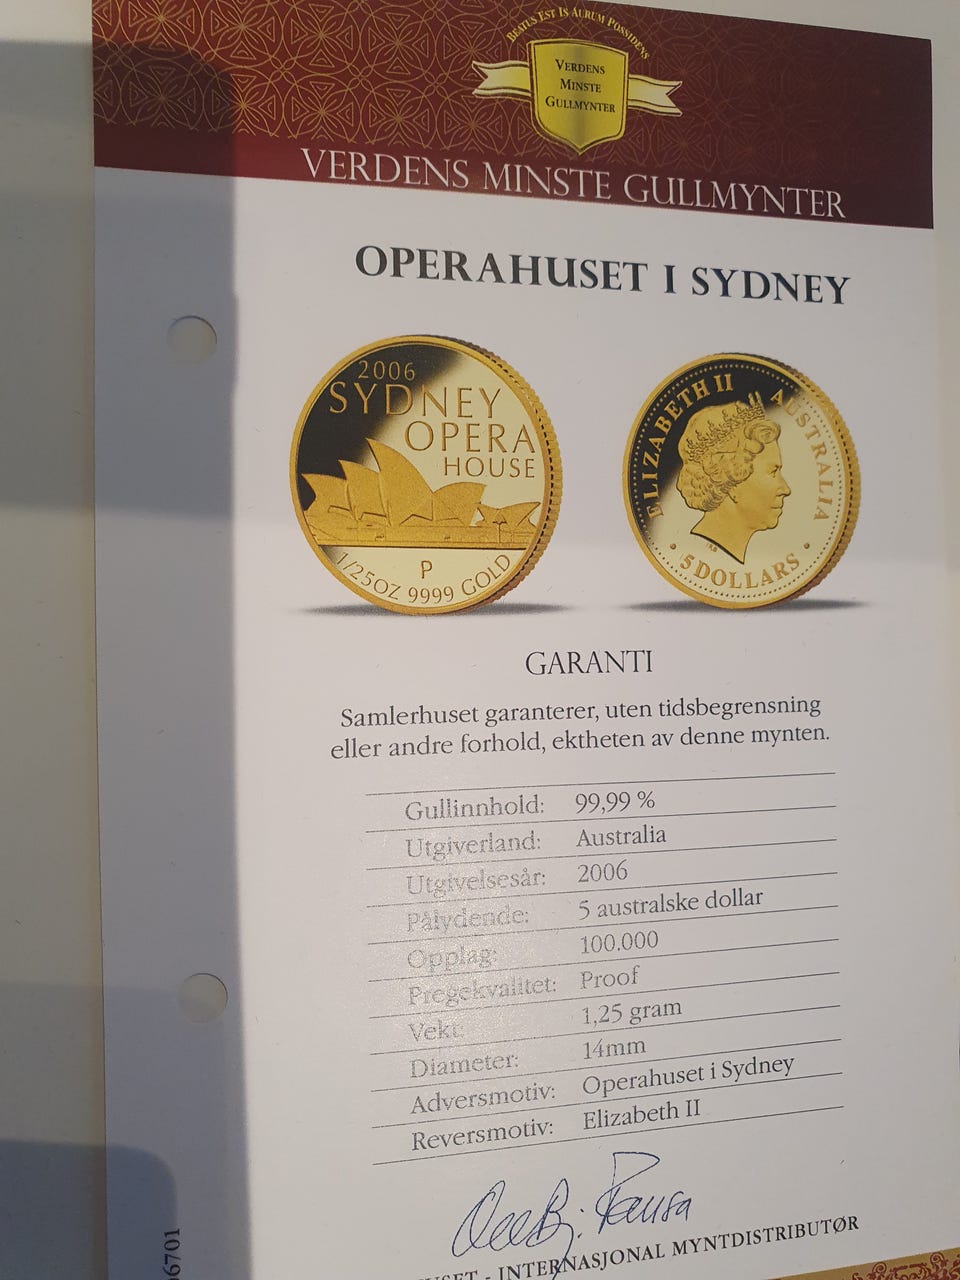 BEATUS EST IS AURUM POSSIDENS
VERDENS
MINSTE
GULLMYNTER
VERDENS MINSTE GULLMYNTER
OPERAHUSET I SYDNEY
2006
SYDNEY
OPERA
HOUSE
P
1/25OZ 9999 GOLD
ELIZABETH II AUSTRALIA
5 DOLLARS
GARANTI
Samlerhuset garanterer, uten tidsbegrensning
eller andre forhold, ektheten av denne mynten.
Gullinnhold: 99,99 %
Utgiverland: Australia
Utgivelsesår: 2006
Pålydende: 5 australske dollar
Opplag: 100.000
Pregekvalitet: Proof
Vekt: 1,25 gram
Diameter: 14mm
Adversmotiv: Operahuset i Sydney
Reversmotiv: Elizabeth II
- INTERNASJONAL MYNTDISTRIBUTØR
6701